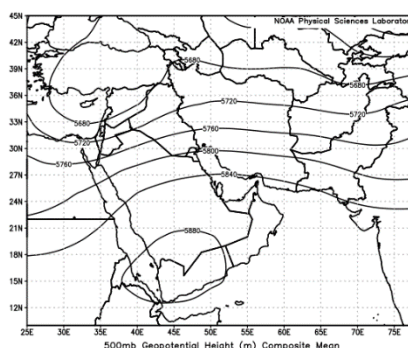 NOAA Physical Sciences Laborator
45N
42N
39N
36N
33N
30N
27N
24N
21N
18N
15N
12N
5680
5680
5720
5720
5680
5720
5760
5760
5800
5840
5880
25E 30E 35E 40E 45E 50E 55E 60E 65E 70E 75E
500mb Geopotential Height (m) Composite Mean